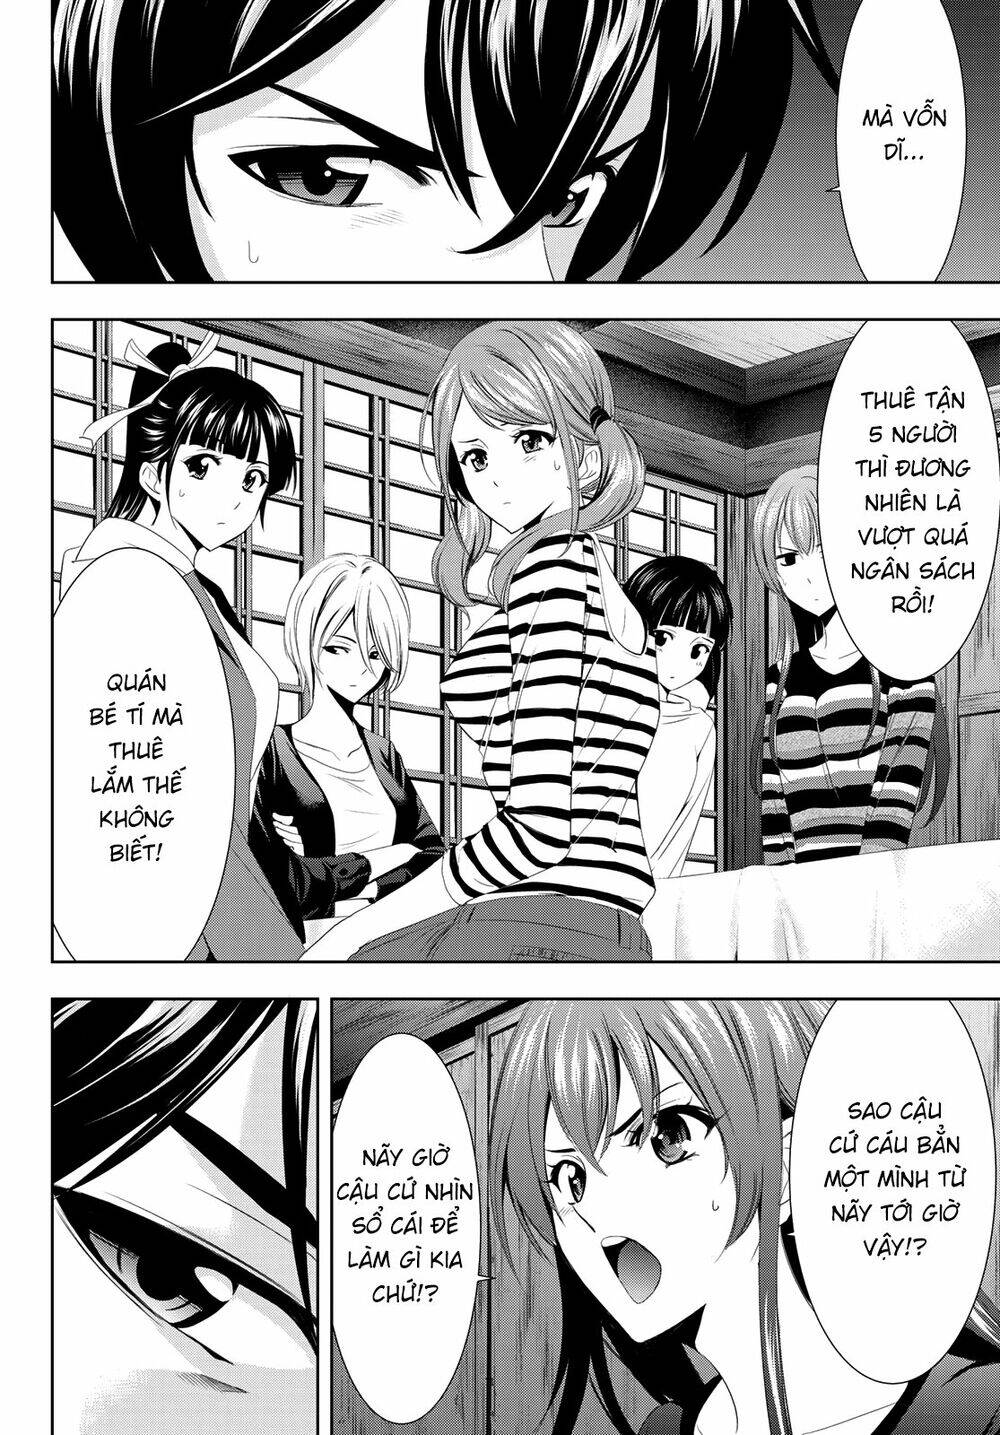 MÀ VỐN
DĨ...
THUÊ TẬN
5 NGƯỜI
THÌ ĐƯƠNG
NHIÊN LÀ
VƯỢT QUÁ
NGÂN SÁCH
RỒI!
QUÁN
BÉ TÍ MÀ
THUÊ
LẮM THẾ
KHÔNG
BIẾT!
SAO CẬU
CỨ CÁU BẲN
MỘT MÌNH TỪ
NÃY TỚI GIỜ
VẬY!?
NÃY GIỜ
CẬU CỨ NHÌN
SỔ CÁI ĐỂ
LÀM GÌ KIA
CHỨ!?